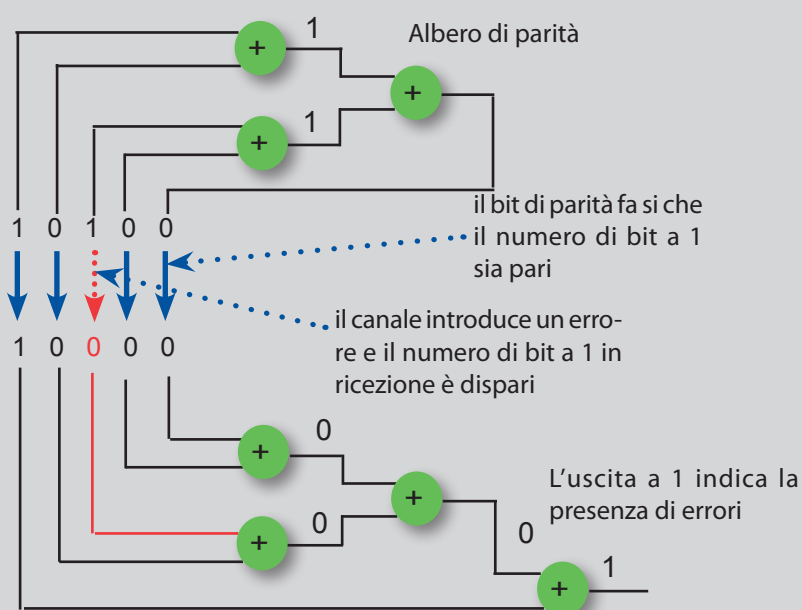 1
Albero di parità
+
+
1
+
il bit di parità fa si che
il numero di bit a 1
sia pari
1 0 1 0 0
il canale introduce un erro-
re e il numero di bit a 1 in
ricezione è dispari
1 0 0 0 0
0
+
L'uscita a 1 indica la
presenza di errori
+
0
+
0
1
+